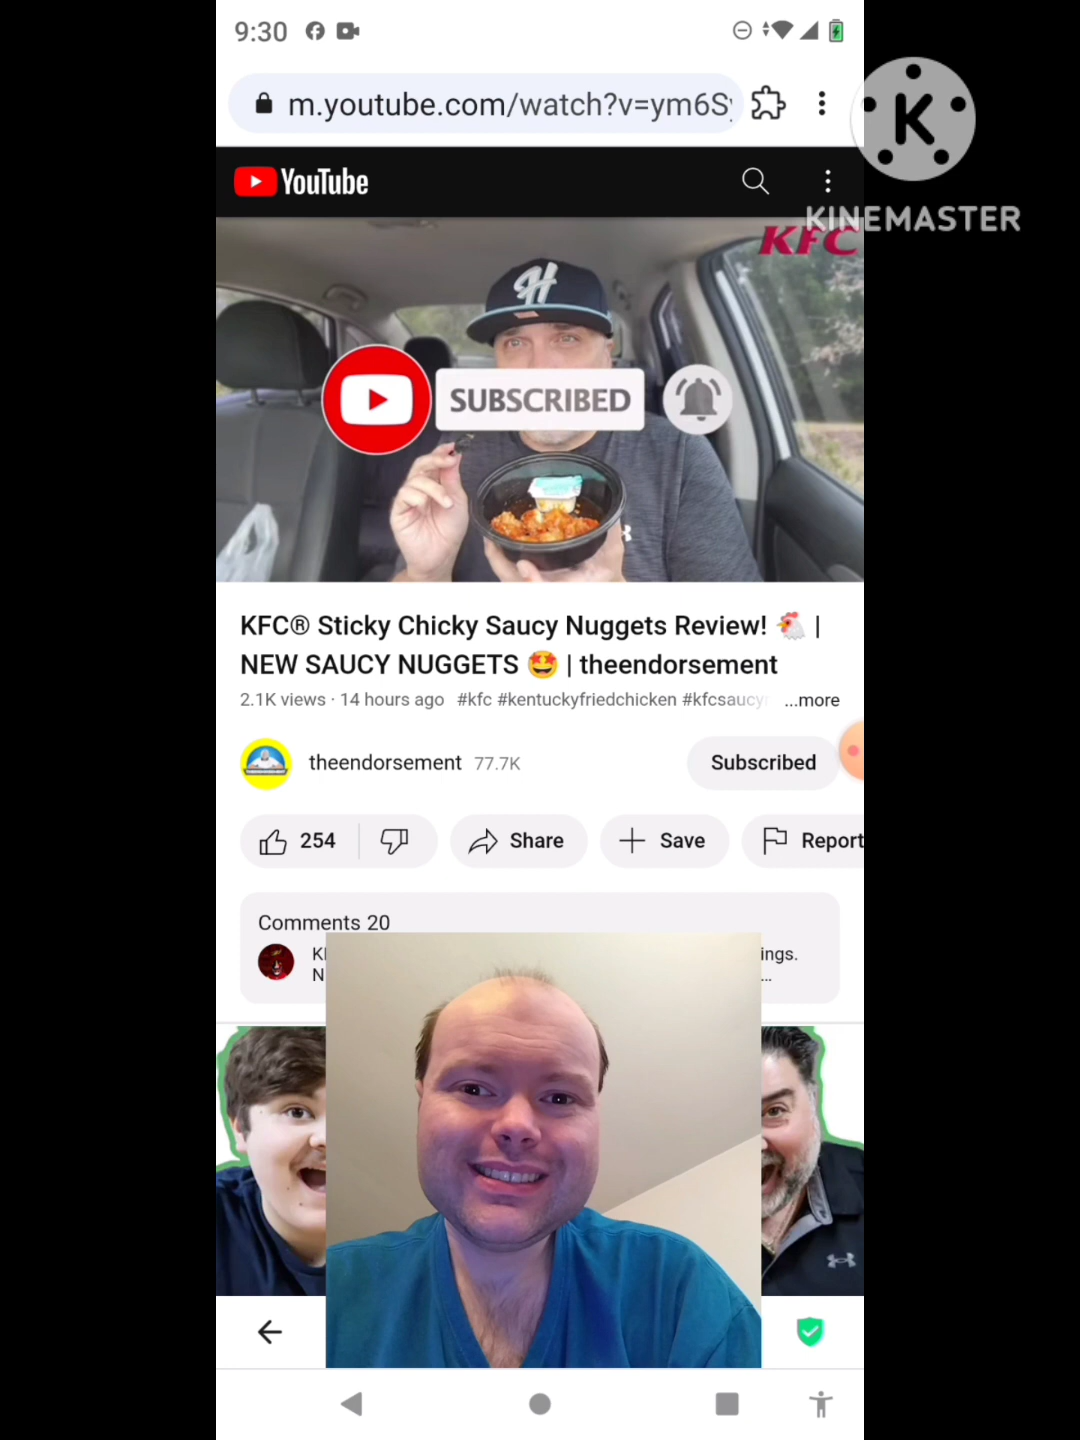 9:30
m.youtube.com/watch?v=ym6S
K
KINEMASTER
YouTube
KFC
H
SUBSCRIBED
KFC® Sticky Chicky Saucy Nuggets Review! 🐔 |
NEW SAUCY NUGGETS 🤩 | theendorsement
2.1K views · 14 hours ago #kfc #kentuckyfriedchicken #kfcsaucy ...more
theendorsement 77.7K
Subscribed
254
Share
Save
Report
Comments 20
ings.
N
...